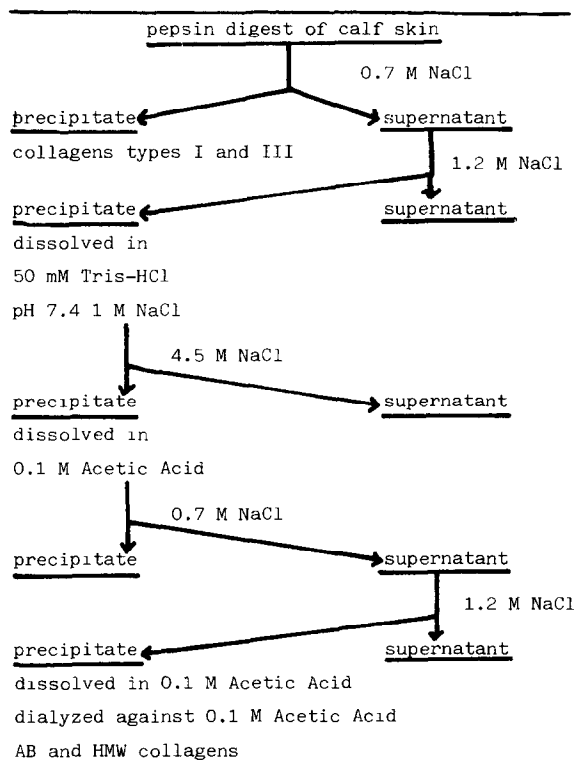 pepsin digest of calf skin
0.7 M NaCl
precipitate supernatant
collagens types I and III
1.2 M NaCl
precipitate supernatant
dissolved in
50 mM Tris-HCl
pH 7.4 1 M NaCl
4.5 M NaCl
precipitate supernatant
dissolved in
0.1 M Acetic Acid
0.7 M NaCl
precipitate supernatant
1.2 M NaCl
precipitate supernatant
dissolved in 0.1 M Acetic Acid
dialyzed against 0.1 M Acetic Acid
AB and HMW collagens